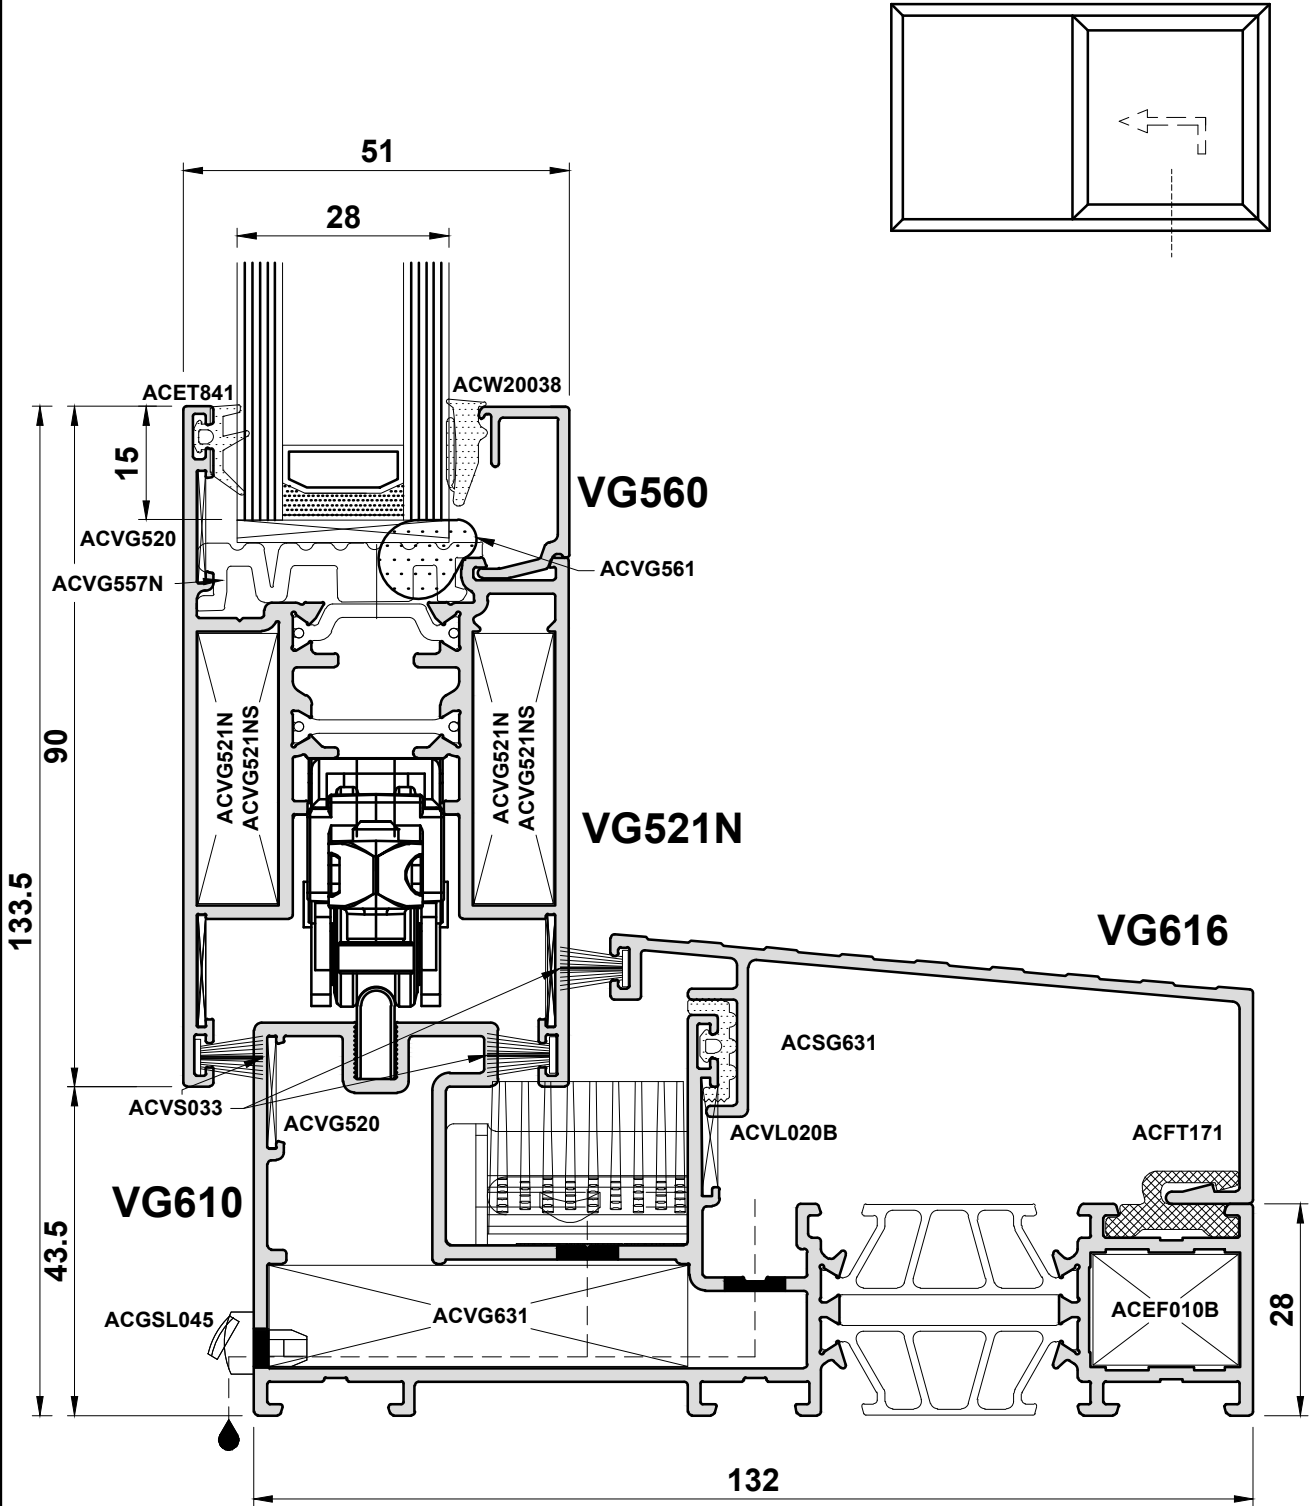 51
28
ACET841
ACW20038
15
VG560
ACVG520
ACVG561
ACVG557N
90
133.5
ACVG521N
ACVG521NS
ACVG521N
ACVG521NS
VG521N
VG616
ACSG631
ACVS033
ACVG520
ACVL020B
ACFT171
VG610
43.5
ACGSL045
ACVG631
ACEF010B
28
132